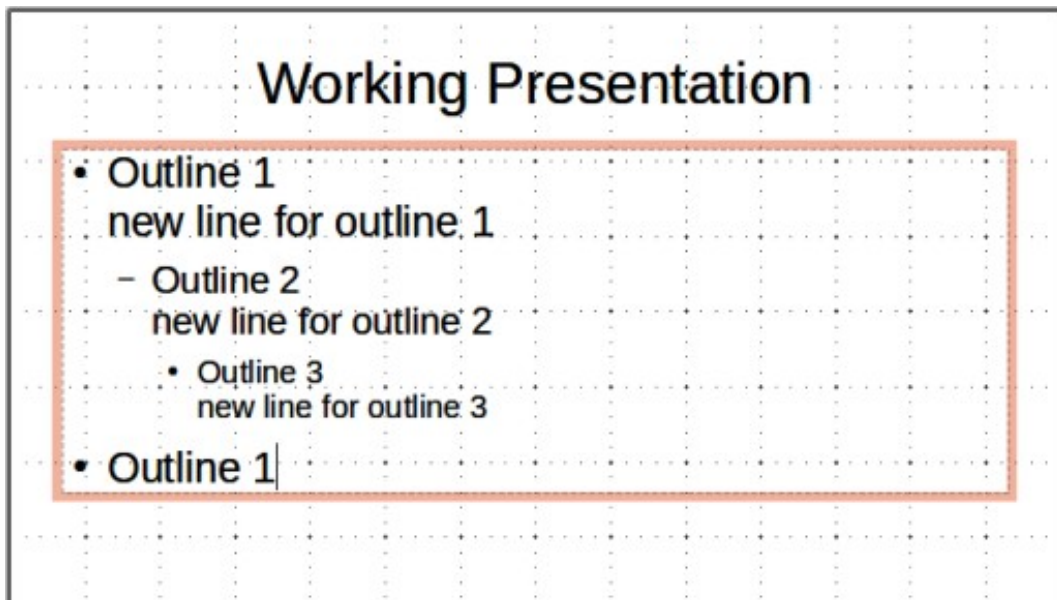 Working Presentation
• Outline 1
new line for outline 1
– Outline 2
new line for outline 2
• Outline 3
new line for outline 3
• Outline 1